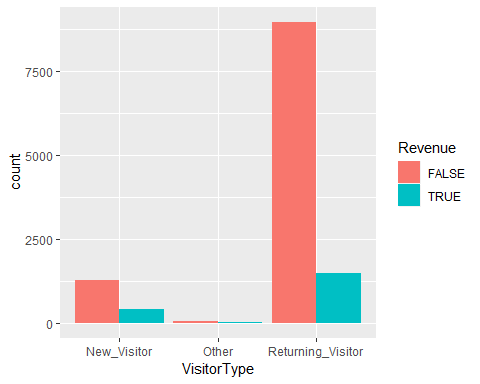 7500
5000
2500
0
count
New_Visitor
Other
Returning_Visitor
VisitorType
Revenue
FALSE
TRUE